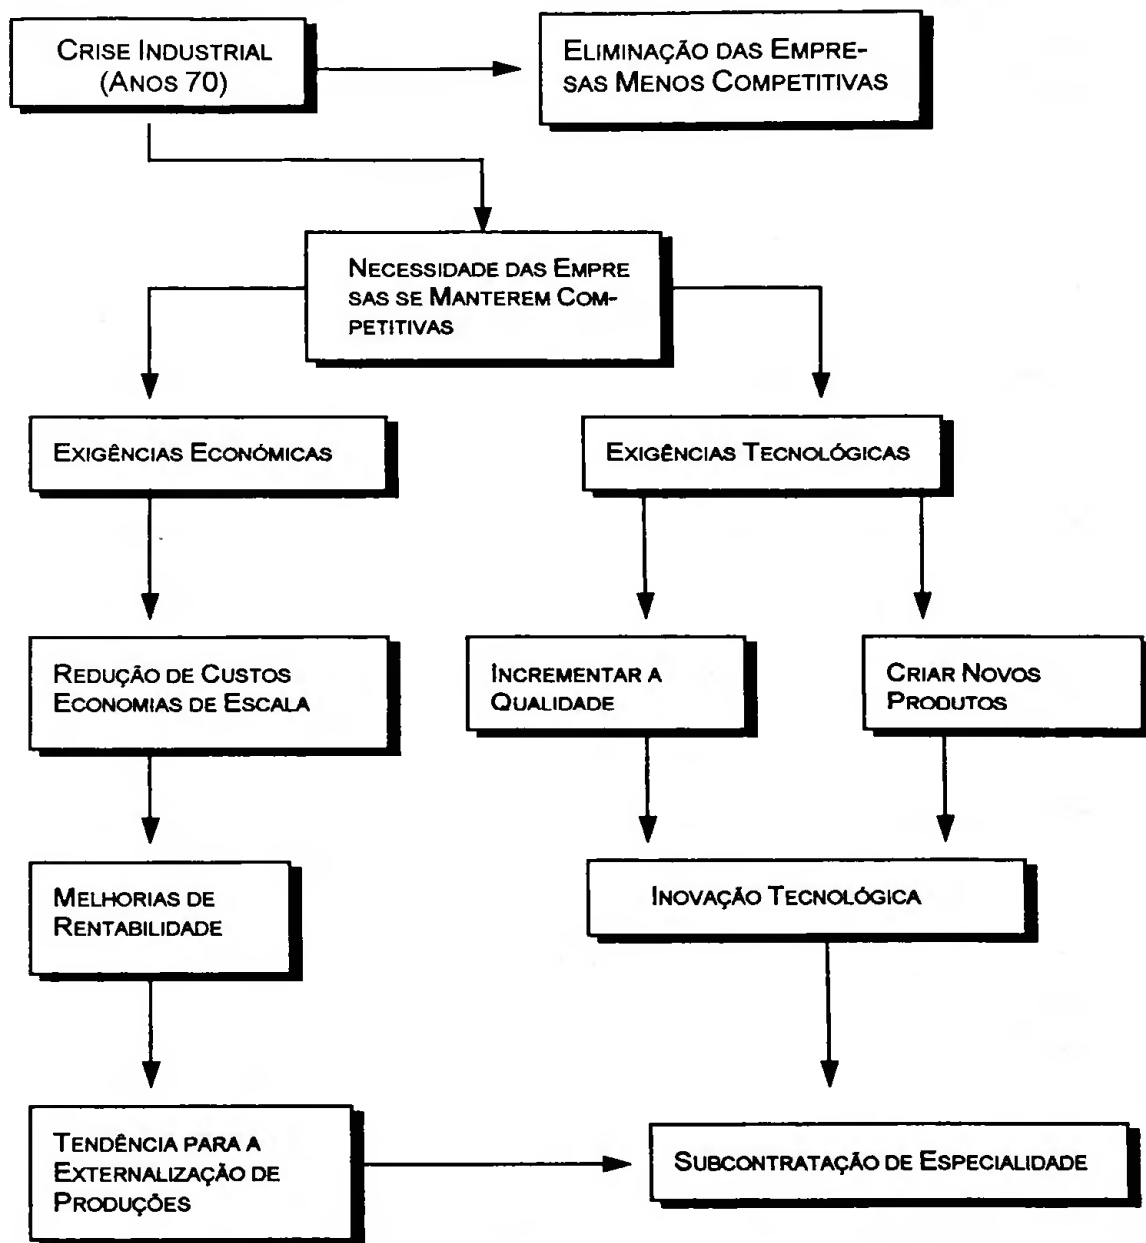 CRISE INDUSTRIAL
(ANOS 70)
ELIMINAÇÃO DAS EMPRE-
SAS MENOS COMPETITIVAS
NECESSIDADE DAS EMPRE
SAS SE MANTEREM COM-
PETITIVAS
EXIGÊNCIAS ECONÓMICAS
EXIGÊNCIAS TECNOLÓGICAS
REDUÇÃO DE CUSTOS
ECONOMIAS DE ESCALA
INCREMENTAR A
QUALIDADE
CRIAR NOVOS
PRODUTOS
MELHORIAS DE
RENTABILIDADE
INOVAÇÃO TECNOLÓGICA
TENDÊNCIA PARA A
EXTERNALIZAÇÃO DE
PRODUÇÕES
SUBCONTRATAÇÃO DE ESPECIALIDADE